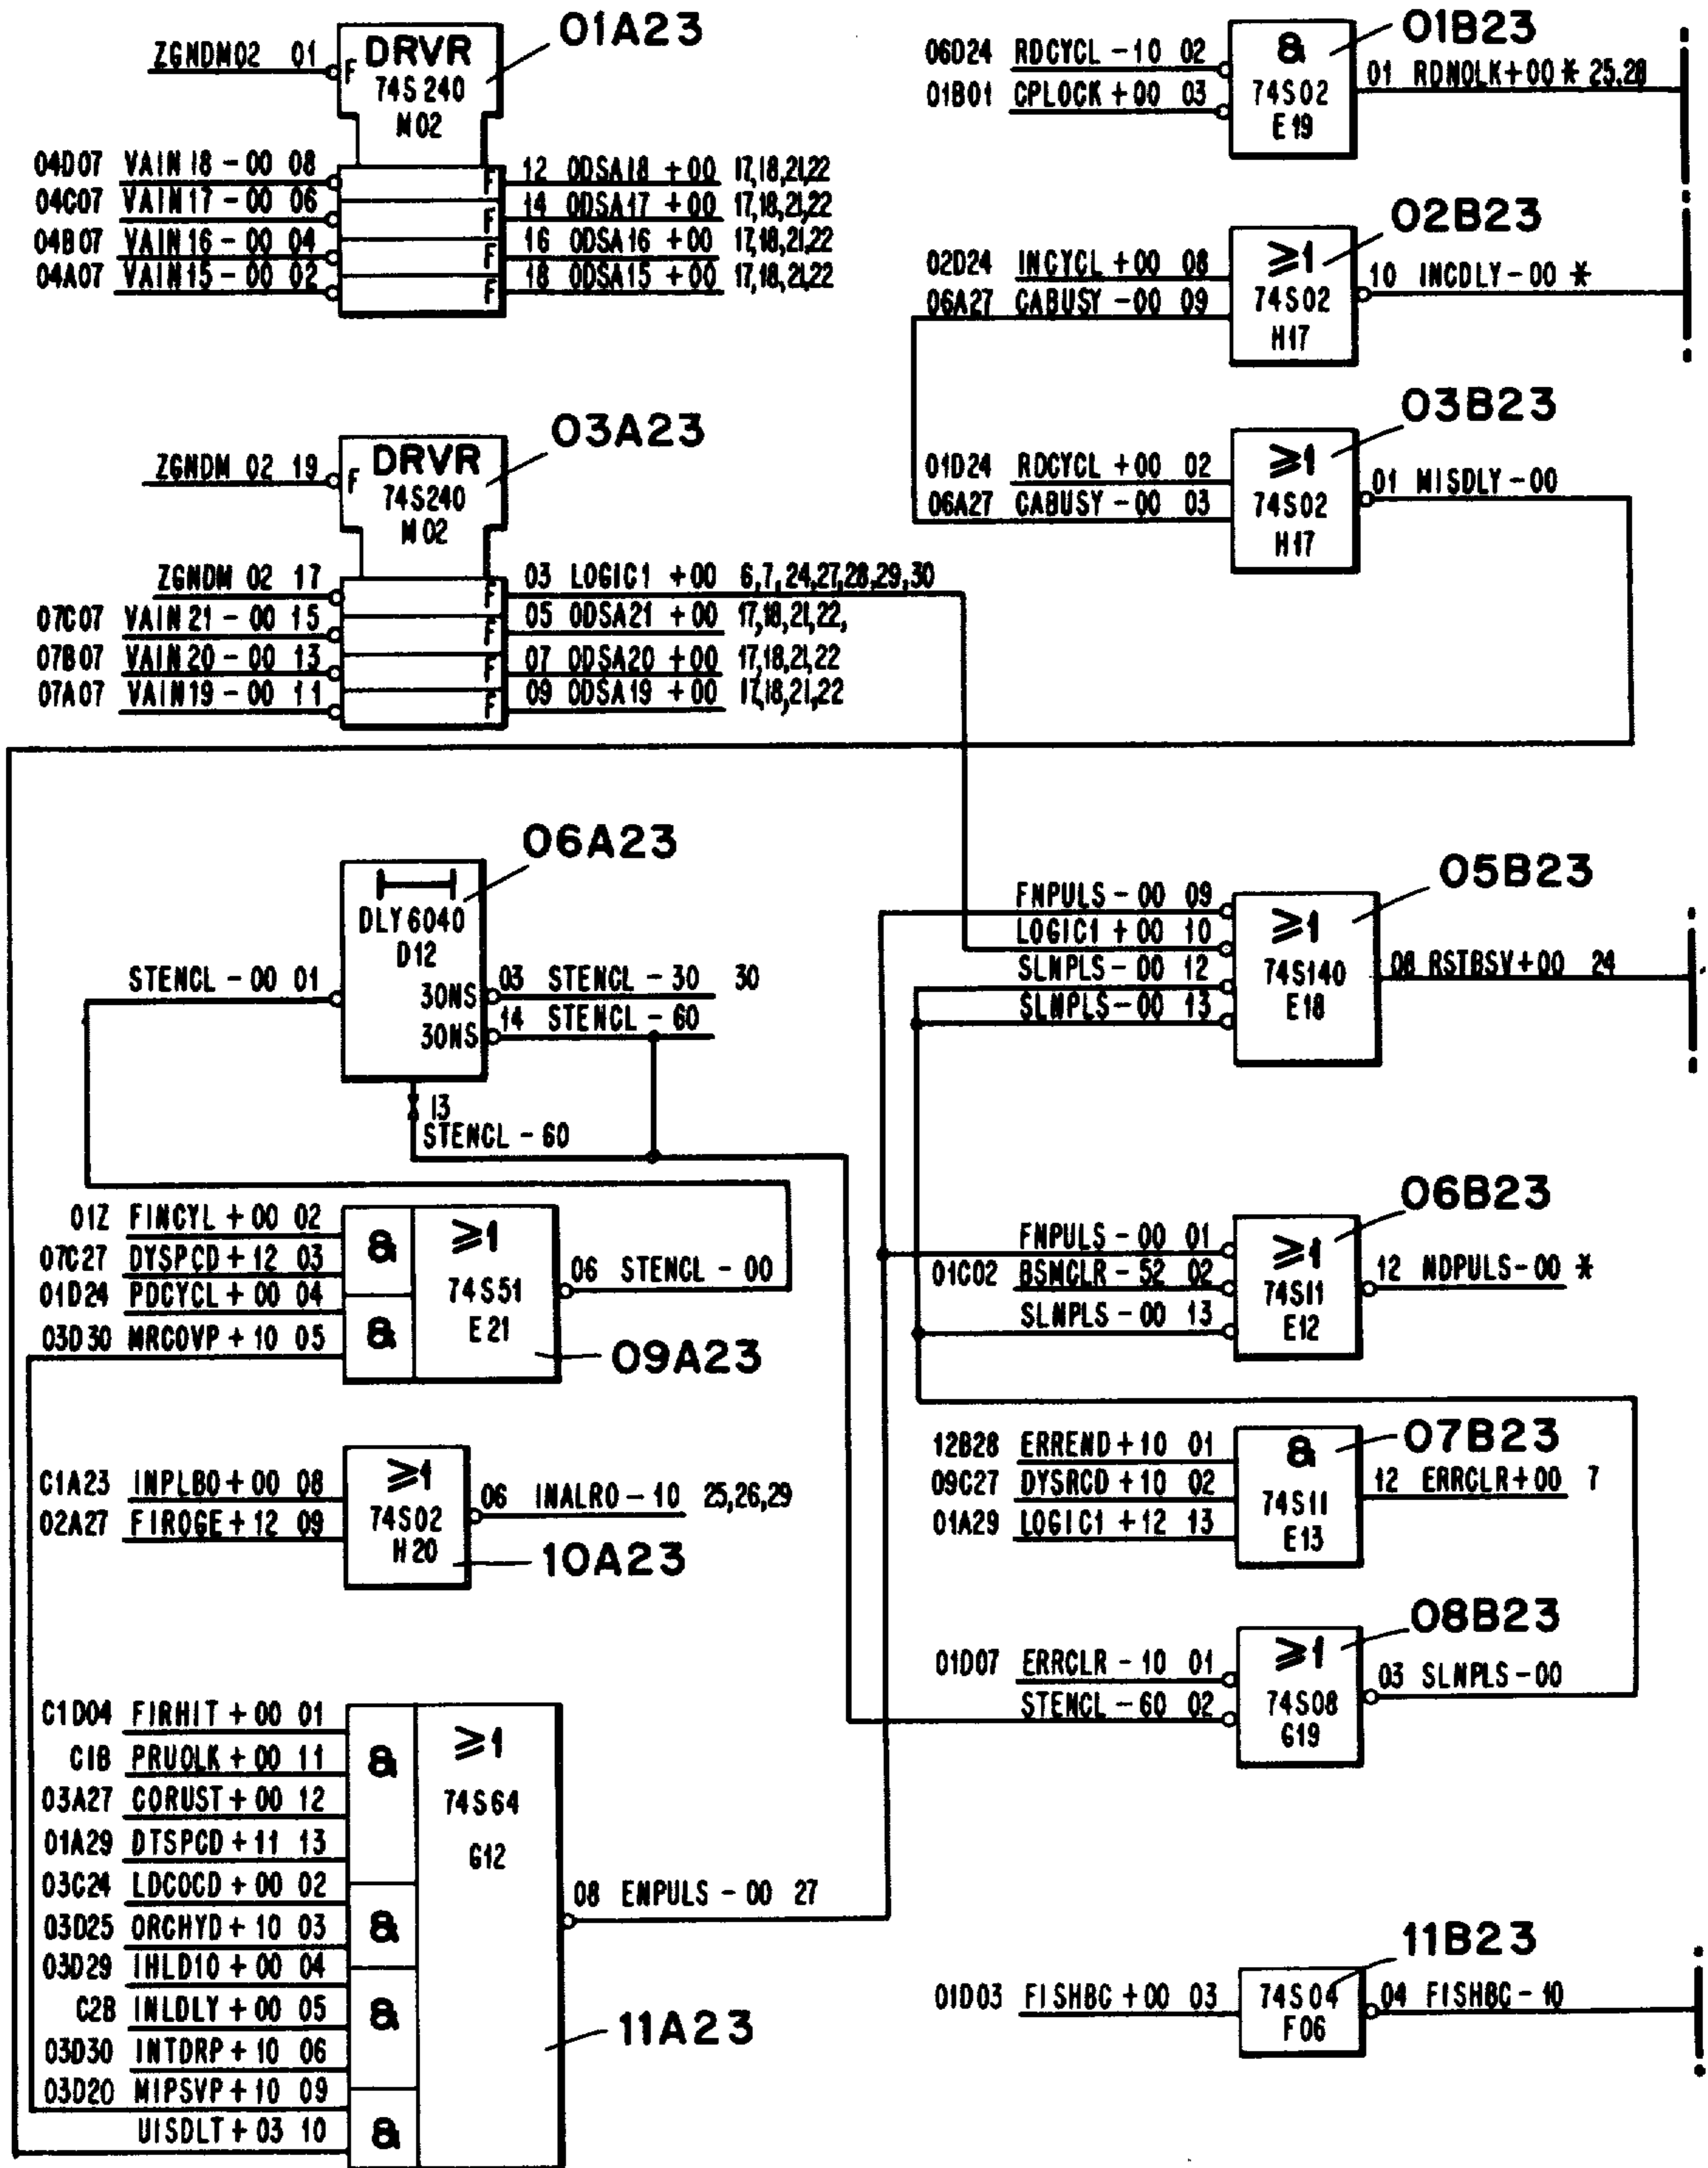 01A23
ZGNDM02 01
F
DRVR
74S240
M02
04D07 VAIN18-00 08
F 12 ODSA18+00 17,18,21,22
04C07 VAIN17-00 06
F 14 ODSA17+00 17,18,21,22
04B07 VAIN16-00 04
F 16 ODSA16+00 17,18,21,22
04A07 VAIN15-00 02
F 18 ODSA15+00 17,18,21,22
03A23
ZGNDM 02 19
F
DRVR
74S240
M02
ZGNDM 02 17
F 03 LOGIC1+00 6,7,24,27,28,29,30
07C07 VAIN21-00 15
F 05 ODSA21+00 17,18,21,22,
07B07 VAIN20-00 13
F 07 ODSA20+00 17,18,21,22
07A07 VAIN19-00 11
F 09 ODSA19+00 17,18,21,22
06A23
DLY6040
D12
STENCL-00 01
30NS 03 STENCL-30 30
30NS 14 STENCL-60
13
STENCL-60
01Z FINCYL+00 02
07C27 DYSPCD+12 03
01D24 PDCYCL+00 04
03D30 MRCOVP+10 05
&
&
≥1
74S51
E21
06 STENCL-00
09A23
C1A23 INPLBO+00 08
02A27 FIROGE+12 09
≥1
74S02
H20
06 INALRO-10 25,26,29
10A23
C1D04 FIRHIT+00 01
C1B PRUOLK+00 11
03A27 CORUST+00 12
01A29 DTSPCD+11 13
03C24 LDCOCD+00 02
03D25 ORCHYD+10 03
03D29 IHLD10+00 04
C2B INLDLY+00 05
03D30 INTDRP+10 06
03D20 MIPSVP+10 09
UISDLT+03 10
&
&
&
&
≥1
74S64
G12
08 ENPULS-00 27
11A23
01B23
06D24 RDCYCL-10 02
01B01 CPLOCK+00 03
&
74S02
E19
01 RDNOLK+00 * 25,28
02B23
02D24 INCYCL+00 08
06A27 CABUSY-00 09
≥1
74S02
H17
10 INCDLY-00 *
03B23
01D24 RDCYCL+00 02
06A27 CABUSY-00 03
≥1
74S02
H17
01 MISDLY-00
05B23
FNPULS-00 09
LOGIC1+00 10
SLNPLS-00 12
SLNPLS-00 13
≥1
74S140
E18
08 RSTBSV+00 24
06B23
FNPULS-00 01
01C02 BSMCLR-52 02
SLNPLS-00 13
≥1
74S11
E12
12 NDPULS-00 *
07B23
12B28 ERREND+10 01
09C27 DYSRCD+10 02
01A29 LOGIC1+12 13
&
74S11
E13
12 ERRCLR+00 7
08B23
01D07 ERRCLR-10 01
STENCL-60 02
≥1
74S08
G19
03 SLNPLS-00
11B23
01D03 FISHBC+00 03
74S04
F06
04 FISHBC-10